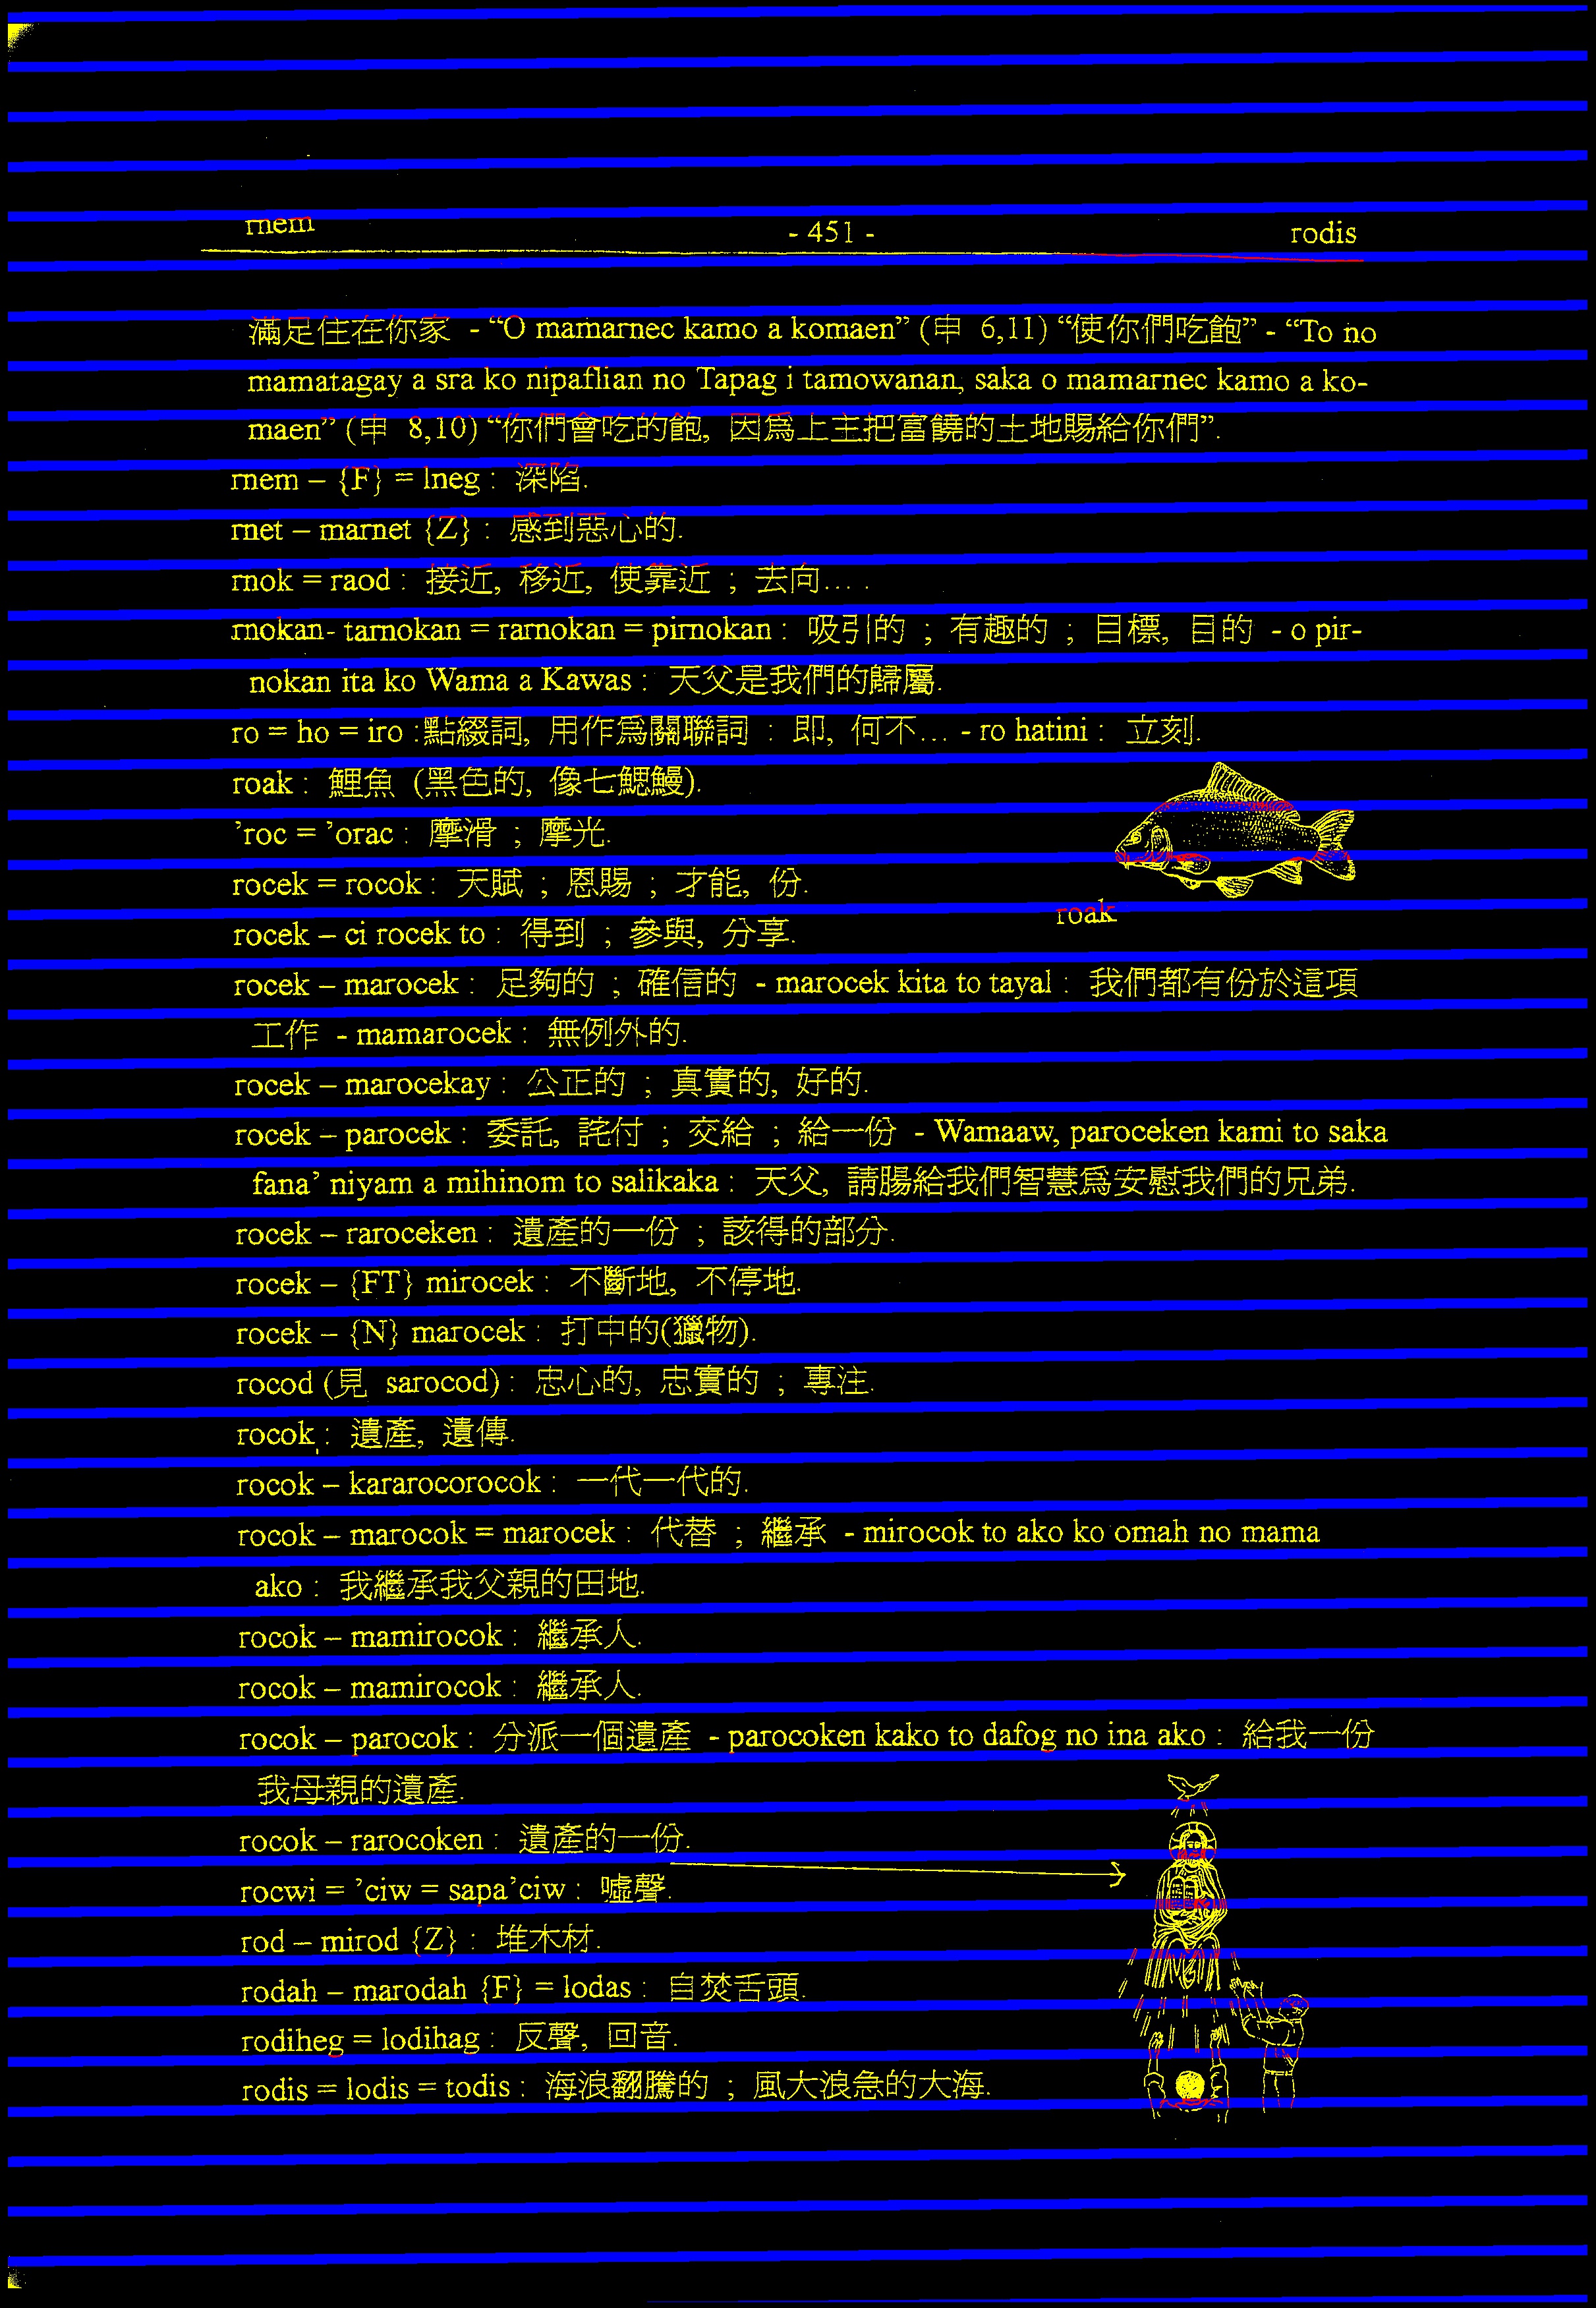 rnem - 451 - rodis
滿足住在你家 - “O mamarnec kamo a komaen” (申 6,11) “使你們吃飽” - “To no
mamatagay a sra ko nipaflian no Tapag i tamowanan, saka o mamarnec kamo a ko-
maen” (申 8,10) “你們會吃的飽, 因爲上主把富饒的土地賜給你們”.
rnem – {F} = lneg : 深陷.
rnet – marnet {Z} : 感到惡心的.
rnok = raod : 接近, 移近, 使靠近 ; 去向... .
rnokan- tarnokan = rarnokan = pirnokan : 吸引的 ; 有趣的 ; 目標, 目的 - o pir-
nokan ita ko Wama a Kawas : 天父是我們的歸屬.
ro = ho = iro :點綴詞, 用作爲關聯詞 : 即, 何不... - ro hatini : 立刻.
roak : 鯉魚 (黑色的, 像七鰓鰻).
’roc = ’orac : 摩滑 ; 摩光.
rocek = rocok : 天賦 ; 恩賜 ; 才能, 份.
roak
rocek – ci rocek to : 得到 ; 參與, 分享.
rocek – marocek : 足夠的 ; 確信的 - marocek kita to tayal : 我們都有份於這項
工作 - mamarocek : 無例外的.
rocek – marocekay : 公正的 ; 真實的, 好的.
rocek – parocek : 委託, 詫付 ; 交給 ; 給一份 - Wamaaw, paroceken kami to saka
fana’ niyam a mihinom to salikaka : 天父, 請腸給我們智慧爲安慰我們的兄弟.
rocek – raroceken : 遺產的一份 ; 該得的部分.
rocek – {FT} mirocek : 不斷地, 不停地.
rocek – {N} marocek : 打中的(獵物).
rocod (見 sarocod) : 忠心的, 忠實的 ; 專注.
rocok : 遺產, 遺傳.
rocok – kararocorocok : 一代一代的.
rocok – marocok = marocek : 代替 ; 繼承 - mirocok to ako ko omah no mama
ako : 我繼承我父親的田地.
rocok – mamirocok : 繼承人.
rocok – mamirocok : 繼承人.
rocok – parocok : 分派一個遺產 - parocoken kako to dafog no ina ako : 給我一份
我母親的遺產.
rocok – rarocoken : 遺產的一份.
rocwi = ’ciw = sapa’ciw : 噓聲.
rod – mirod {Z} : 堆木材.
rodah – marodah {F} = lodas : 自焚舌頭.
rodiheg = lodihag : 反聲, 回音.
rodis = lodis = todis : 海浪翻騰的 ; 風大浪急的大海.